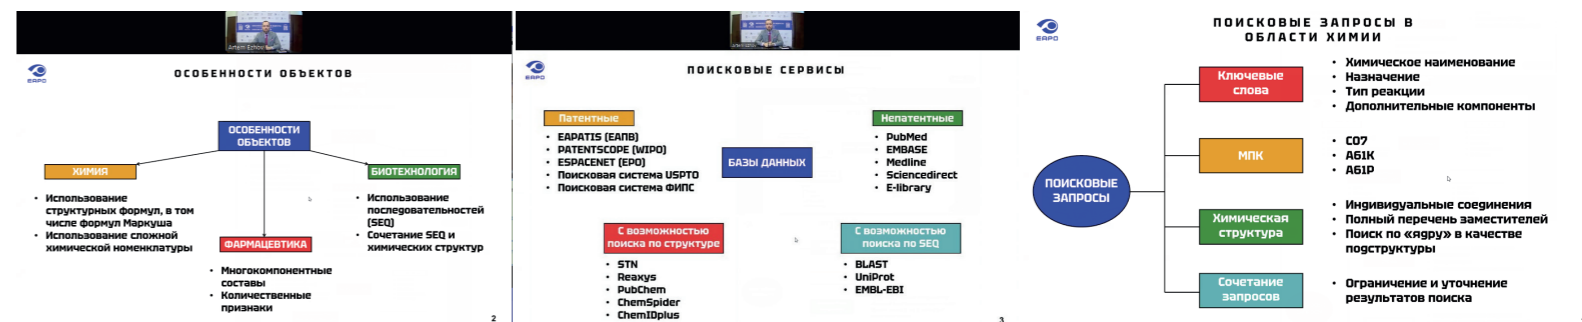 Artem Ezhov
EAPO
ОСОБЕННОСТИ ОБЪЕКТОВ
ОСОБЕННОСТИ
ОБЪЕКТОВ
ХИМИЯ
• Использование
структурных формул, в том
числе формул Маркуша
• Использование сложной
химической номенклатуры
ФАРМАЦЕВТИКА
• Многокомпонентные
составы
• Количественные
признаки
БИОТЕХНОЛОГИЯ
• Использование
последовательностей
(SEQ)
• Сочетание SEQ и
химических структур
2
EAPO
ПОИСКОВЫЕ СЕРВИСЫ
Патентные
• EAPATIS (ЕАПВ)
• PATENTSCOPE (WIPO)
• ESPACENET (EPO)
• Поисковая система USPTO
• Поисковая система ФИПС
БАЗЫ ДАННЫХ
Непатентные
• PubMed
• EMBASE
• Medline
• Sciencedirect
• E-library
С возможностью
поиска по структуре
• STN
• Reaxys
• PubChem
• ChemSpider
• ChemIDplus
С возможностью
поиска по SEQ
• BLAST
• UniProt
• EMBL-EBI
3
EAPO
ПОИСКОВЫЕ ЗАПРОСЫ В
ОБЛАСТИ ХИМИИ
ПОИСКОВЫЕ
ЗАПРОСЫ
Ключевые
слова
• Химическое наименование
• Назначение
• Тип реакции
• Дополнительные компоненты
МПК
• C07
• A61K
• A61P
Химическая
структура
• Индивидуальные соединения
• Полный перечень заместителей
• Поиск по «ядру» в качестве
подструктуры
Сочетание
запросов
• Ограничение и уточнение
результатов поиска